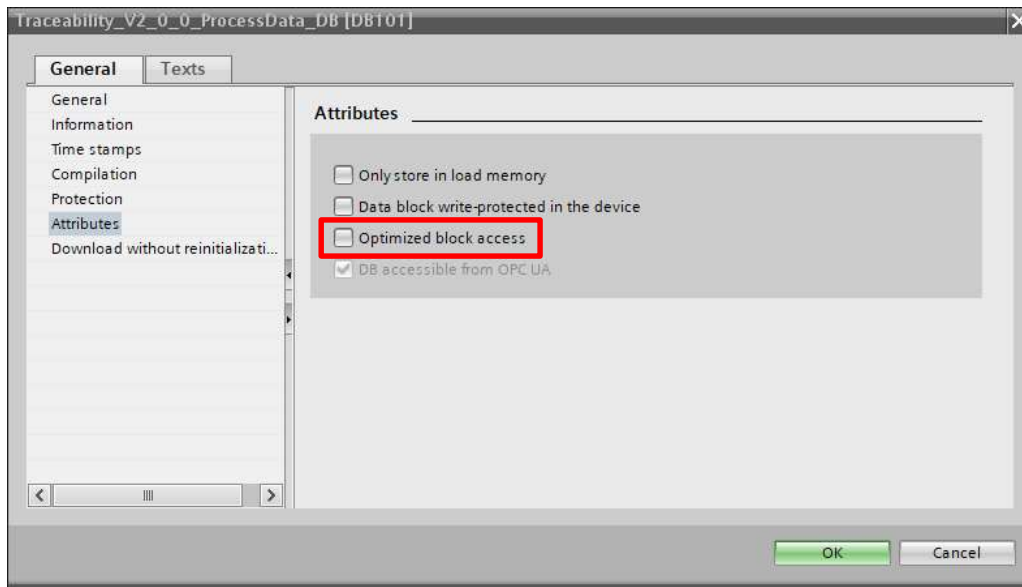 Traceability_V2_0_0_ProcessData_DB [DB101]
General Texts
General
Information
Time stamps
Compilation
Protection
Attributes
Download without reinitializati...
Attributes
Only store in load memory
Data block write-protected in the device
Optimized block access
DB accessible from OPC UA
OK Cancel